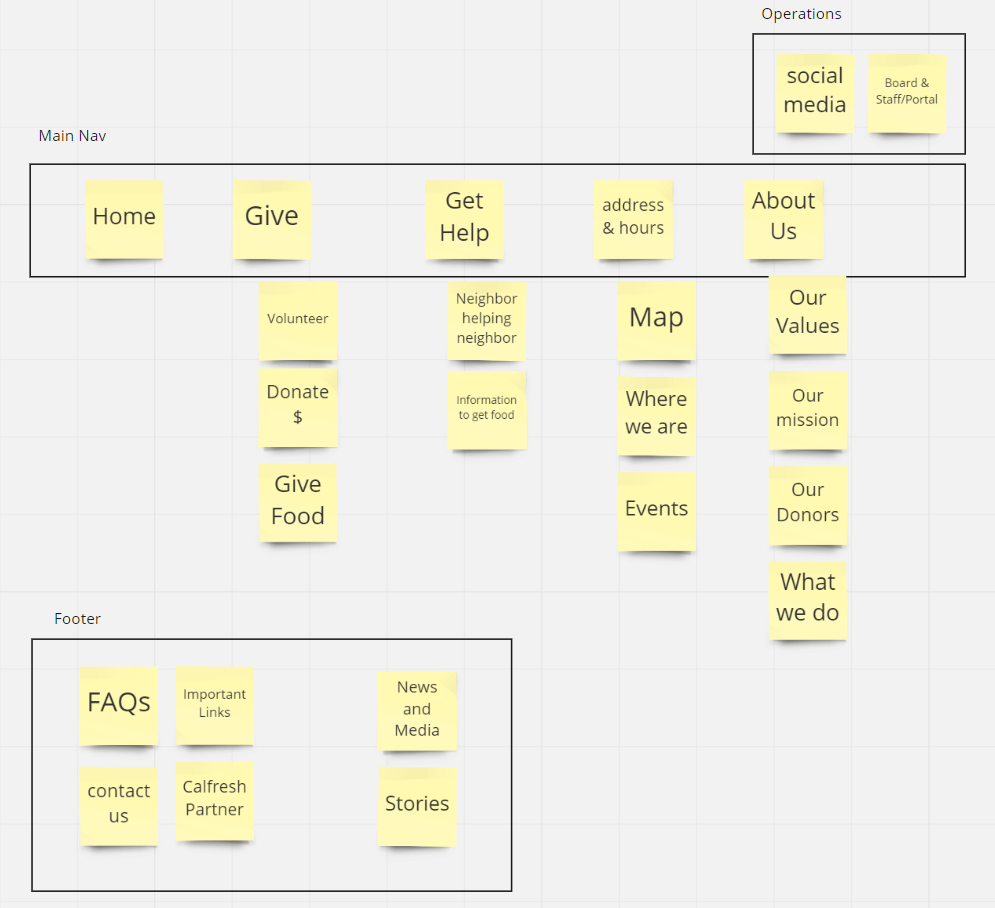 Operations
social
media
Board &
Staff/Portal
Main Nav
Home
Give
Get
Help
address
& hours
About
Us
Volunteer
Donate
$
Give
Food
Neighbor
helping
neighbor
Information
to get food
Map
Where
we are
Events
Our
Values
Our
mission
Our
Donors
What
we do
Footer
FAQs
Important
Links
News
and
Media
contact
us
Calfresh
Partner
Stories